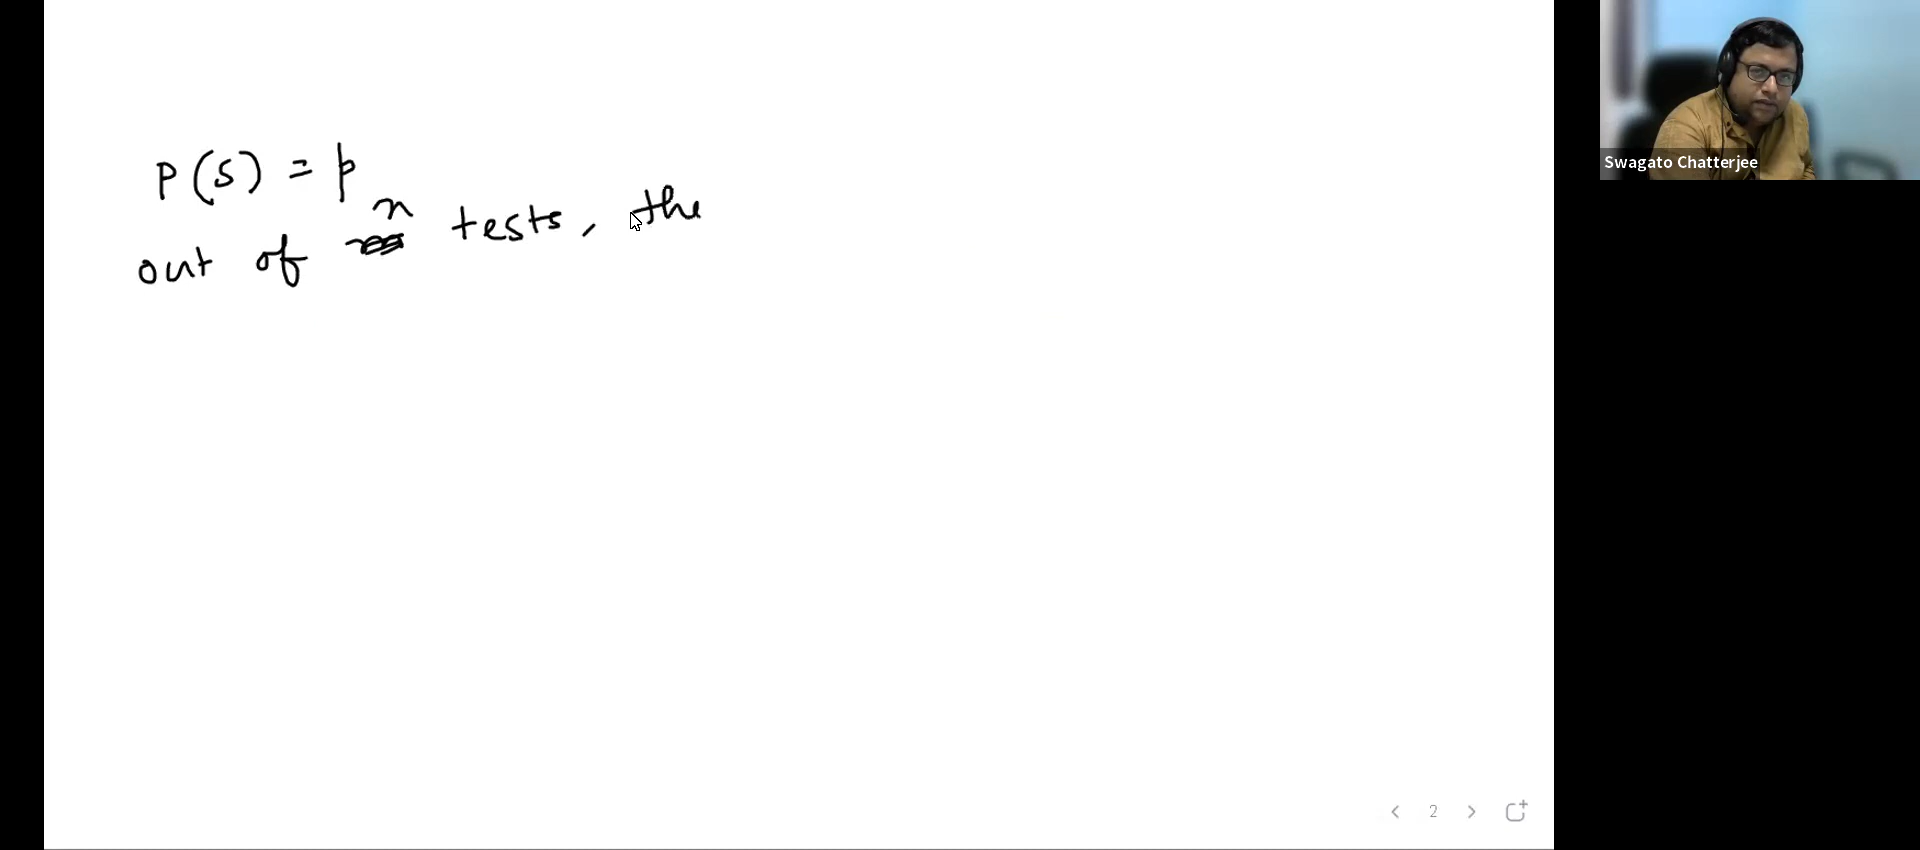 P(S) = p
out of n tests, the
Swagato Chatterjee
2